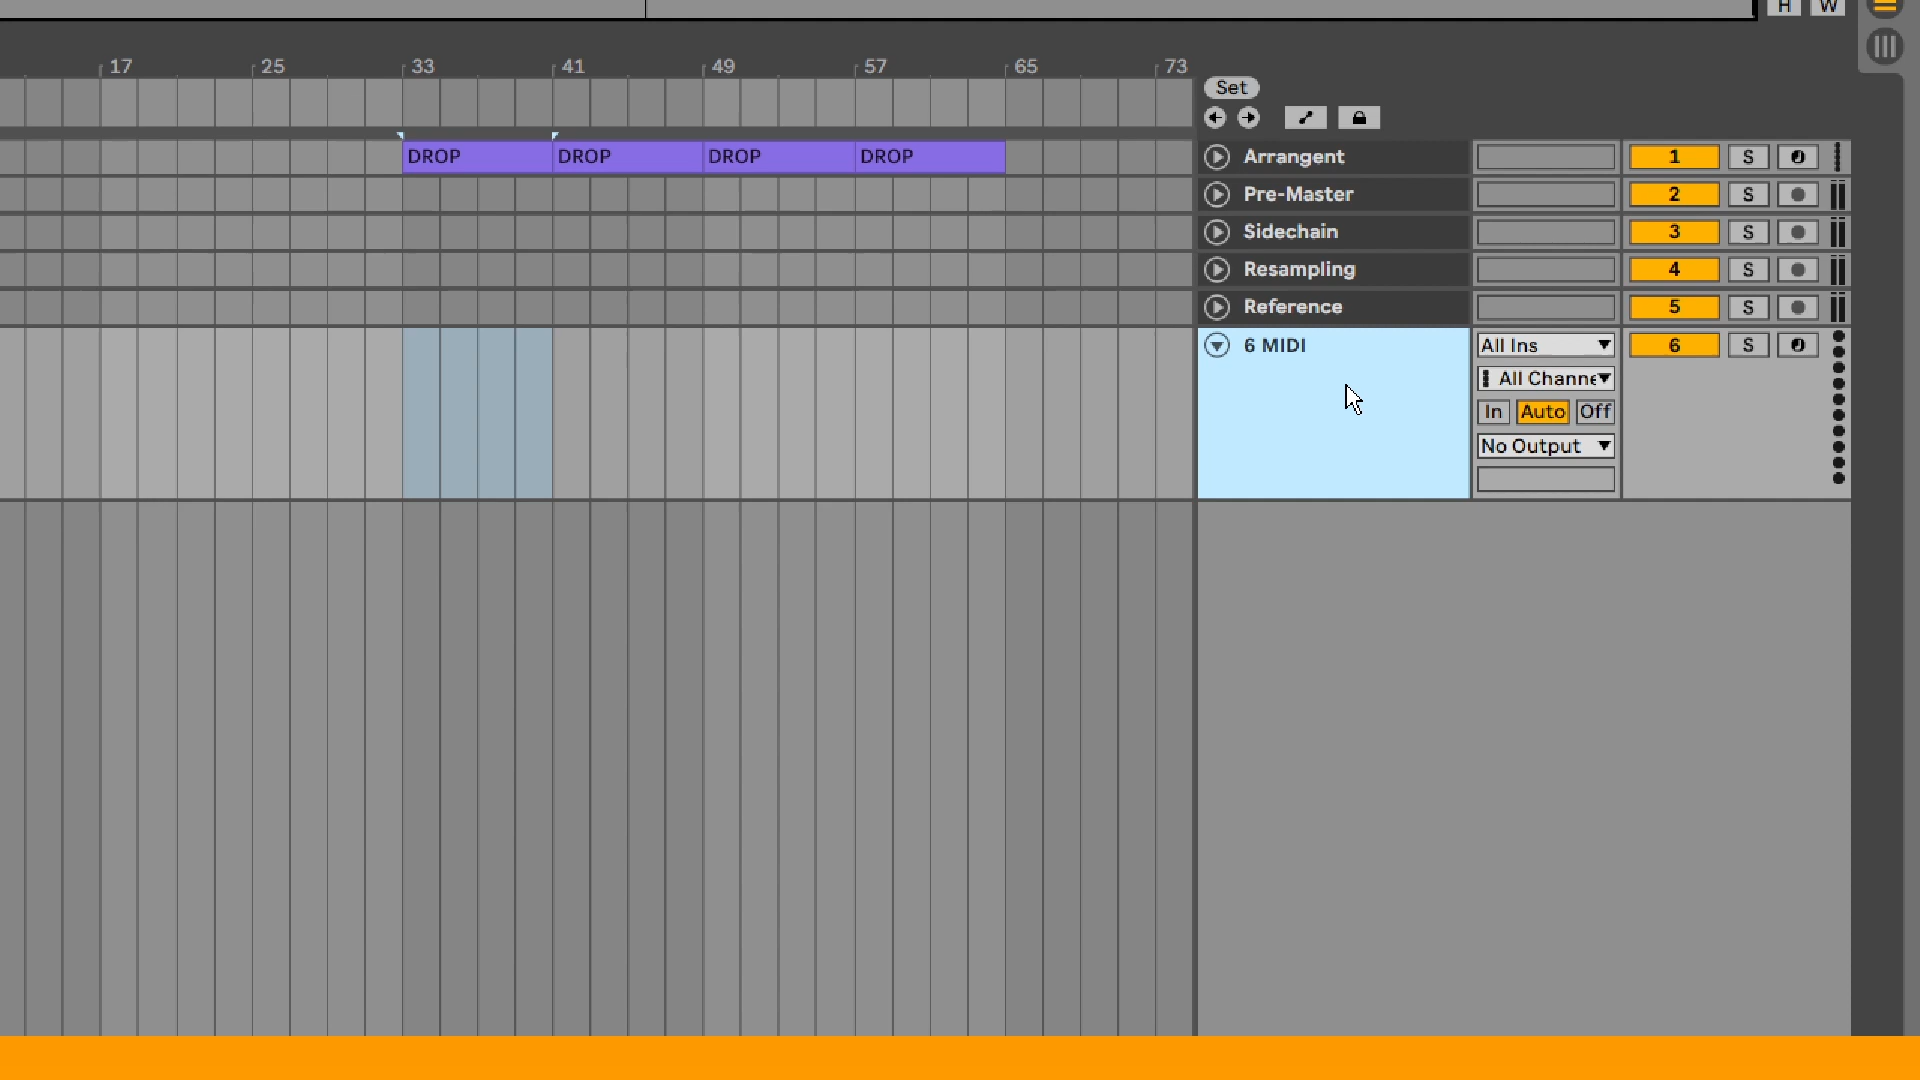 H W
17 25 33 41 49 57 65 73
Set
DROP DROP DROP DROP Arrangent 1 S
Pre-Master 2 S
Sidechain 3 S
Resampling 4 S
Reference 5 S
6 MIDI All Ins 6 S
All Channe
In Auto Off
No Output